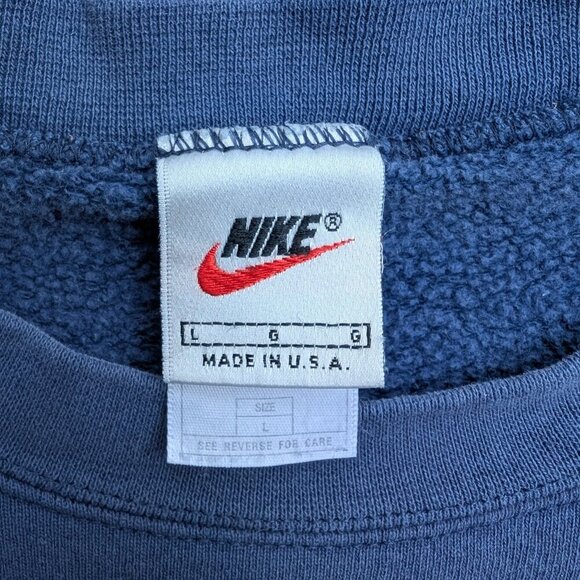 NIKE®
L G G
MADE IN U.S.A.
SIZE
L
SEE REVERSE FOR CARE